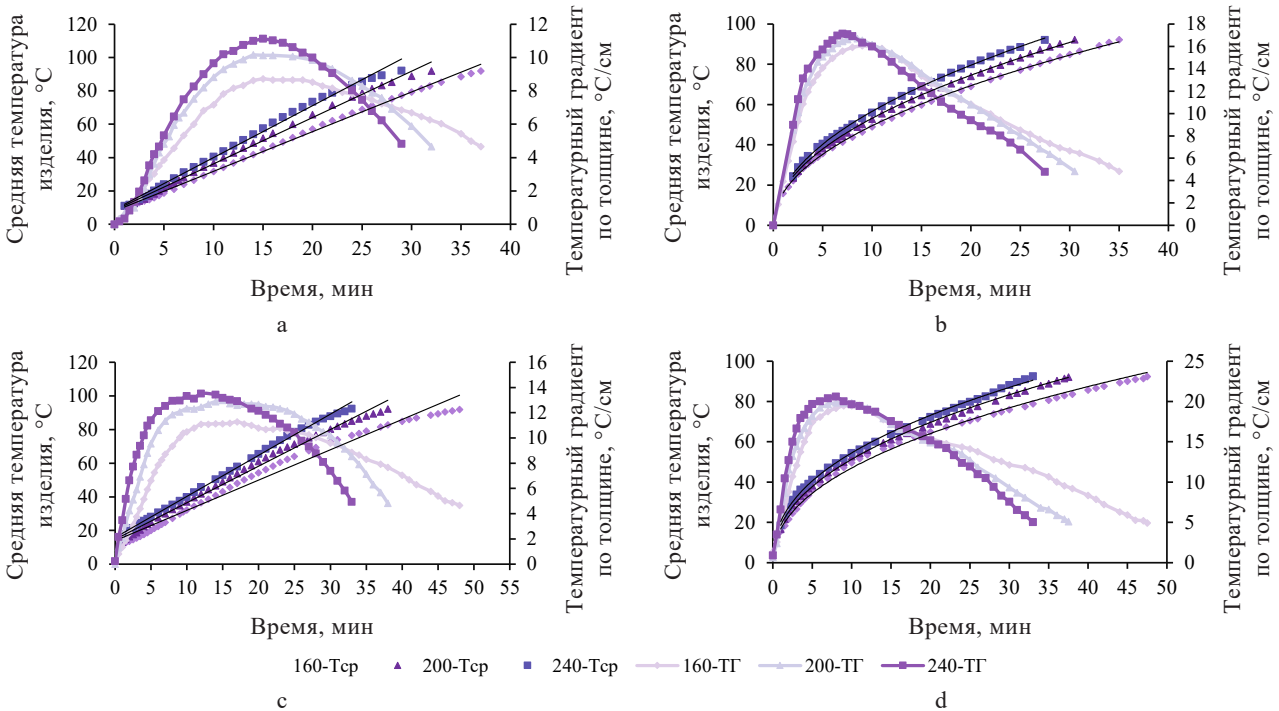 Средняя температура
изделия, °C
120
100
80
60
40
20
0
0 5 10 15 20 25 30 35 40
12
10
8
6
4
2
0
Температурный градиент
по толщине, °C/см
Время, мин
a
Средняя температура
изделия, °C
100
80
60
40
20
0
0 5 10 15 20 25 30 35 40
18
16
14
12
10
8
6
4
2
0
Температурный градиент
по толщине, °C/см
Время, мин
b
Средняя температура
изделия, °C
120
100
80
60
40
20
0
0 5 10 15 20 25 30 35 40 45 50 55
16
14
12
10
8
6
4
2
0
Температурный градиент
по толщине, °C/см
Время, мин
Средняя температура
изделия, °C
100
80
60
40
20
0
0 5 10 15 20 25 30 35 40 45 50
25
20
15
10
5
0
Температурный градиент
по толщине, °C/см
Время, мин
160-Тср 200-Тср 240-Тср 160-ТГ 200-ТГ 240-ТГ
c d